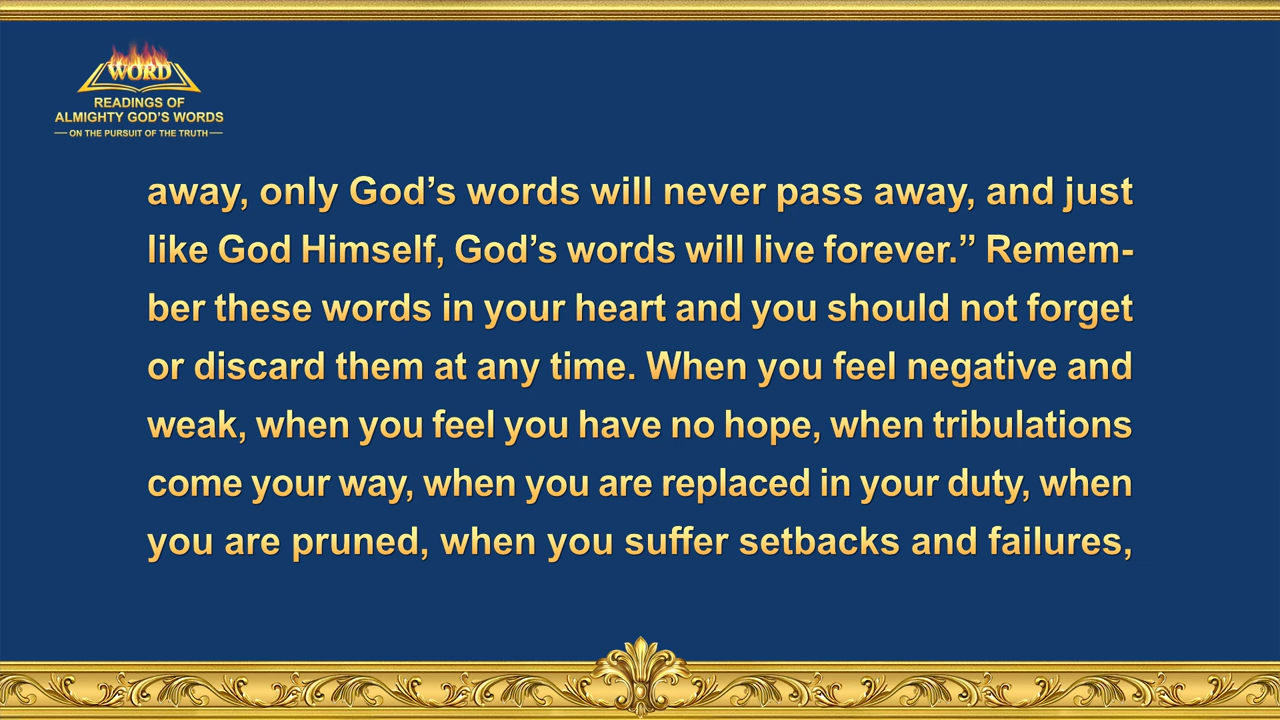 WORD
READINGS OF
ALMIGHTY GOD’S WORDS
— ON THE PURSUIT OF THE TRUTH —
away, only God’s words will never pass away, and just
like God Himself, God’s words will live forever.” Remem-
ber these words in your heart and you should not forget
or discard them at any time. When you feel negative and
weak, when you feel you have no hope, when tribulations
come your way, when you are replaced in your duty, when
you are pruned, when you suffer setbacks and failures,